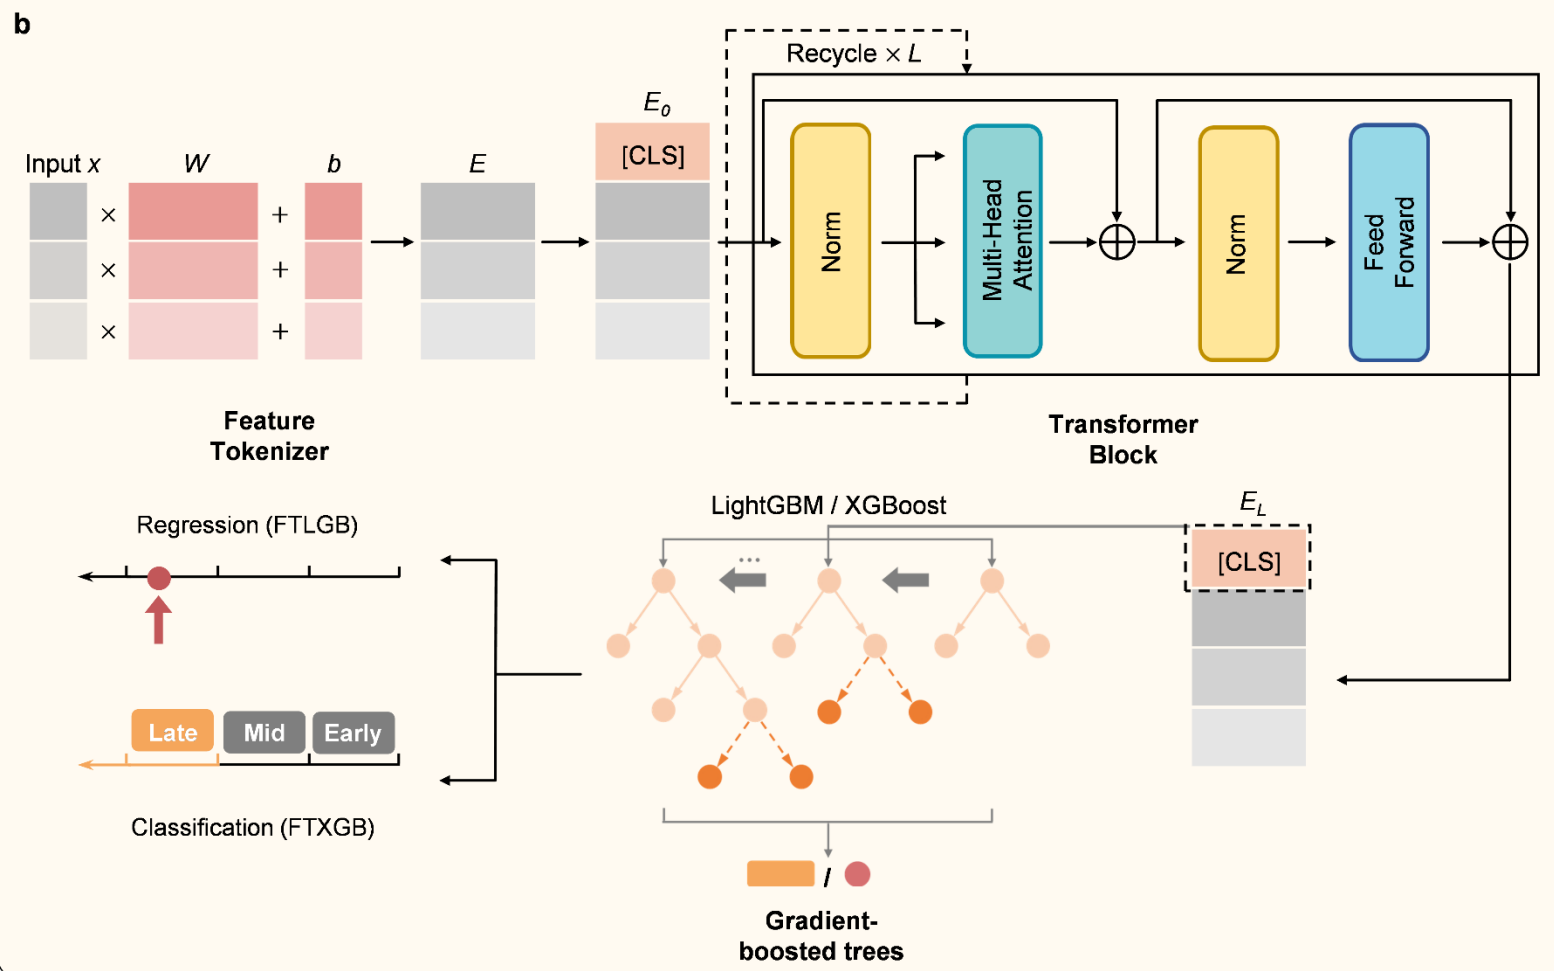 b
Recycle × L
E0
[CLS]
Input x
W
b
E
×
+
×
+
×
+
Norm
Multi-Head
Attention
Norm
Feed
Forward
Feature
Tokenizer
Transformer
Block
LightGBM / XGBoost
...
EL
[CLS]
Regression (FTLGB)
Late
Mid
Early
Classification (FTXGB)
/
Gradient-
boosted trees